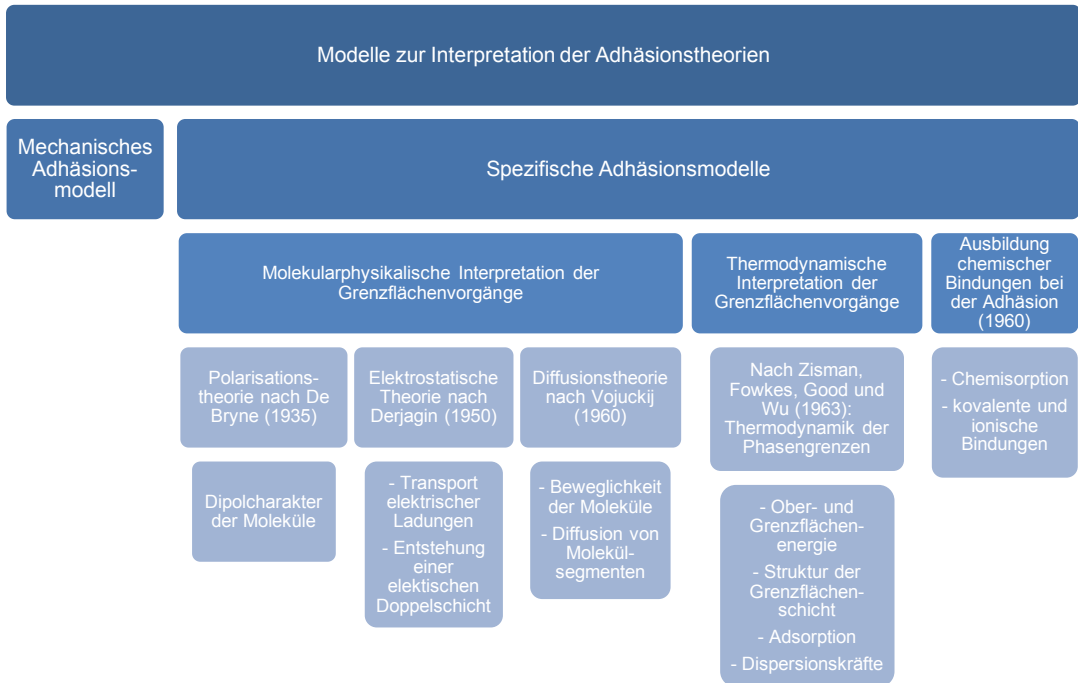 Modelle zur Interpretation der Adhäsionstheorien
Mechanisches
Adhäsions-
modell
Spezifische Adhäsionsmodelle
Molekularphysikalische Interpretation der
Grenzflächenvorgänge
Thermodynamische
Interpretation der
Grenzflächenvorgänge
Ausbildung
chemischer
Bindungen bei
der Adhäsion
(1960)
Polarisations-
theorie nach De
Bryne (1935)
Elektrostatische
Theorie nach
Derjagin (1950)
Diffusionstheorie
nach Vojuckij
(1960)
Nach Zisman,
Fowkes, Good und
Wu (1963):
Thermodynamik der
Phasengrenzen
- Chemisorption
- kovalente und
ionische
Bindungen
Dipolcharakter
der Moleküle
- Transport
elektrischer
Ladungen
- Entstehung
einer
elektischen
Doppelschicht
- Beweglichkeit
der Moleküle
- Diffusion von
Molekül-
segmenten
- Ober- und
Grenzflächen-
energie
- Struktur der
Grenzflächen-
schicht
- Adsorption
- Dispersionskräfte